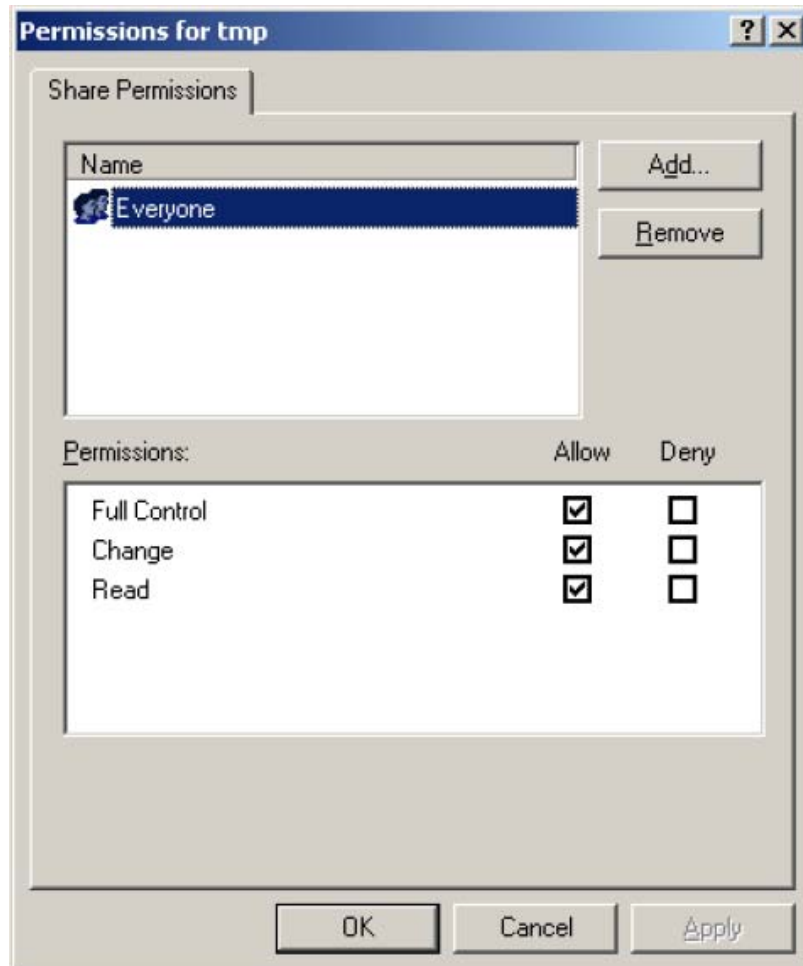 Permissions for tmp
Share Permissions
Name
Add...
Everyone
Remove
Permissions: Allow Deny
Full Control
Change
Read
OK Cancel Apply